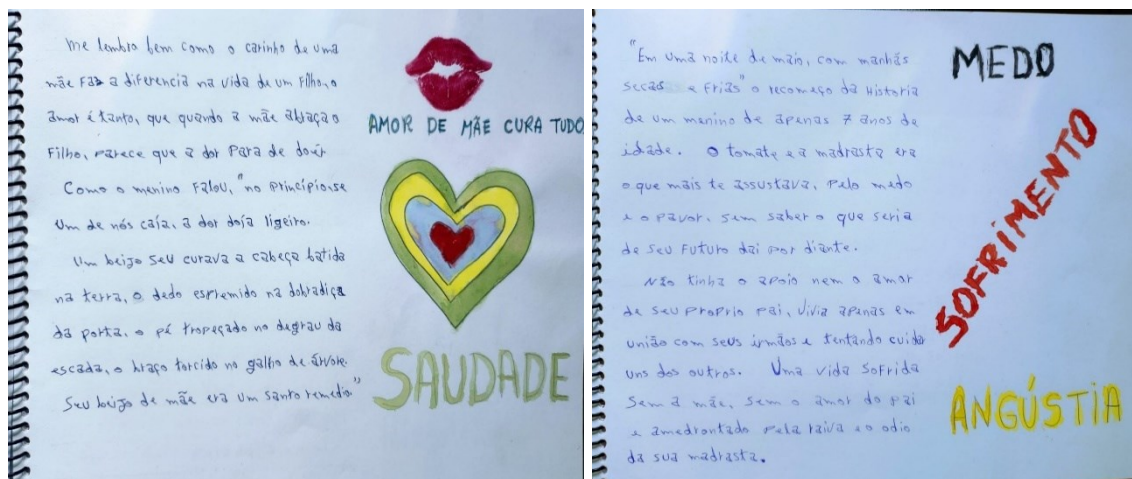 me lembro bem como o carinho de uma
mãe faz a diferencia na vida de um filho, o
amor é tanto, que quando a mãe abraça o
Filho, parece que a dor Para de doer
Como o menino Falou, "no princípio, se
um de nós caía, a dor doía ligeiro.
Um beijo seu curava a cabeça batida
na terra, o dedo espremido na dobradiça
da porta, o pé tropeçado no degrau da
escada, o braço torcido no galho de árvore.
Seu beijo de mãe era um santo remedio"
AMOR DE MÃE CURA TUDO
SAUDADE
"Em uma noite de maio, com manhãs
secas e Frias" o recomeço da Historia
de um menino de apenas 7 anos de
idade. O tomate e a madrasta era
o que mais te assustava, pelo medo
e o pavor, sem saber o que seria
de seu Futuro dai por diante.
Não tinha o apoio nem o amor
de seu proprio pai, vivia apenas em
união com seus irmãos e tentando cuida
uns dos outros. Uma vida Sofrida
sem a mãe, sem o amor do pai
e amedrontado pela raiva e o odio
da sua madrasta.
MEDO
SOFRIMENTO
ANGÚSTIA